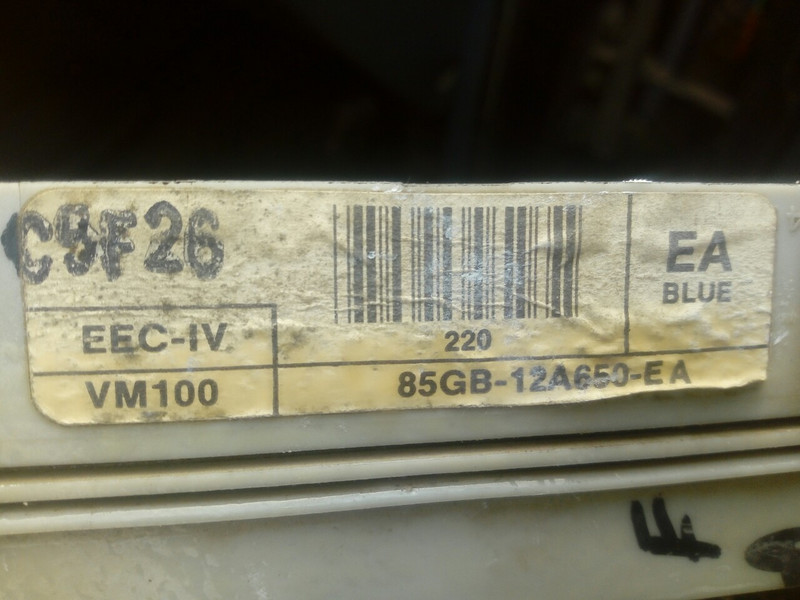 C9F26
EA
BLUE
EEC-IV
220
VM100
85GB-12A650-EA